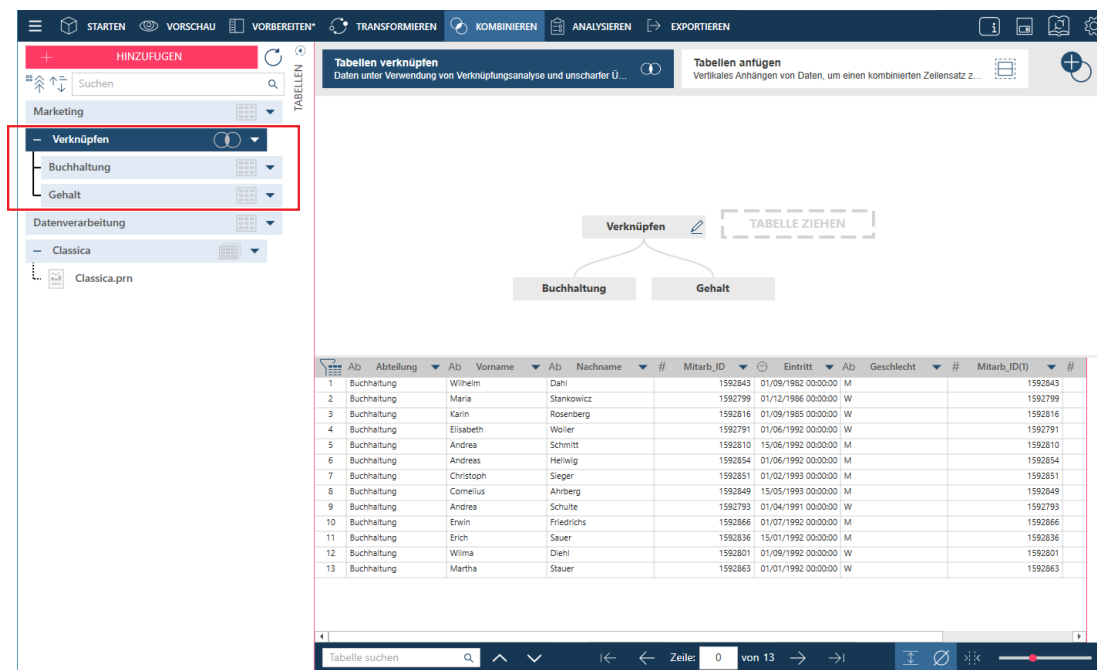 STARTEN VORSCHAU VORBEREITEN* TRANSFORMIEREN KOMBINIEREN ANALYSIEREN EXPORTIEREN
+ HINZUFUGEN
TABELLEN
Suchen
Marketing
– Verknüpfen
Buchhaltung
Gehalt
Datenverarbeitung
– Classica
Classica.prn
Tabellen verknüpfen
Daten unter Verwendung von Verknüpfungsanalyse und unscharfer Ü...
Tabellen anfügen
Vertikales Anhängen von Daten, um einen kombinierten Zeilensatz z...
Verknüpfen
TABELLE ZIEHEN
Buchhaltung Gehalt
Ab Abteilung Ab Vorname Ab Nachname # Mitarb_ID Eintritt Ab Geschlecht # Mitarb_ID(1) #
1 Buchhaltung Wilhelm Dahl 1592843 01/09/1982 00:00:00 M 1592843
2 Buchhaltung Maria Stankowicz 1592799 01/12/1986 00:00:00 W 1592799
3 Buchhaltung Karin Rosenberg 1592816 01/09/1985 00:00:00 W 1592816
4 Buchhaltung Elisabeth Woller 1592791 01/06/1992 00:00:00 W 1592791
5 Buchhaltung Andrea Schmitt 1592810 15/06/1992 00:00:00 M 1592810
6 Buchhaltung Andreas Hellwig 1592854 01/06/1992 00:00:00 M 1592854
7 Buchhaltung Christoph Sieger 1592851 01/02/1993 00:00:00 M 1592851
8 Buchhaltung Cornelius Ahrberg 1592849 15/05/1993 00:00:00 M 1592849
9 Buchhaltung Andrea Schulte 1592793 01/04/1991 00:00:00 W 1592793
10 Buchhaltung Erwin Friedrichs 1592866 01/07/1992 00:00:00 M 1592866
11 Buchhaltung Erich Sauer 1592836 15/01/1992 00:00:00 M 1592836
12 Buchhaltung Wilma Diehl 1592801 01/09/1992 00:00:00 W 1592801
13 Buchhaltung Martha Stauer 1592863 01/01/1992 00:00:00 W 1592863
Tabelle suchen Zeile: 0 von 13